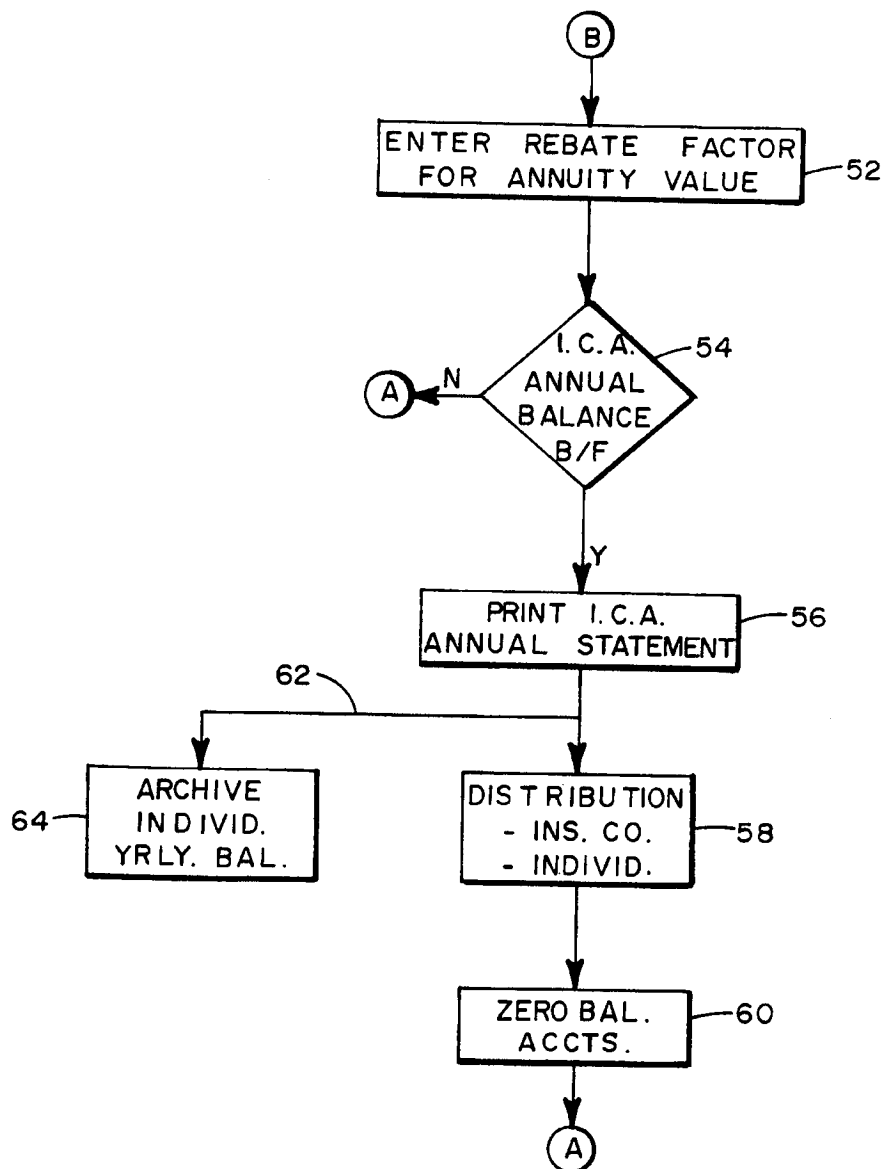 B
ENTER REBATE FACTOR
FOR ANNUITY VALUE
52
I.C.A.
ANNUAL
BALANCE
B/F
54
N
A
Y
PRINT I.C.A.
ANNUAL STATEMENT
56
62
ARCHIVE
INDIVID.
YRLY. BAL.
64
DISTRIBUTION
- INS. CO.
- INDIVID.
58
ZERO BAL.
ACCTS.
60
A